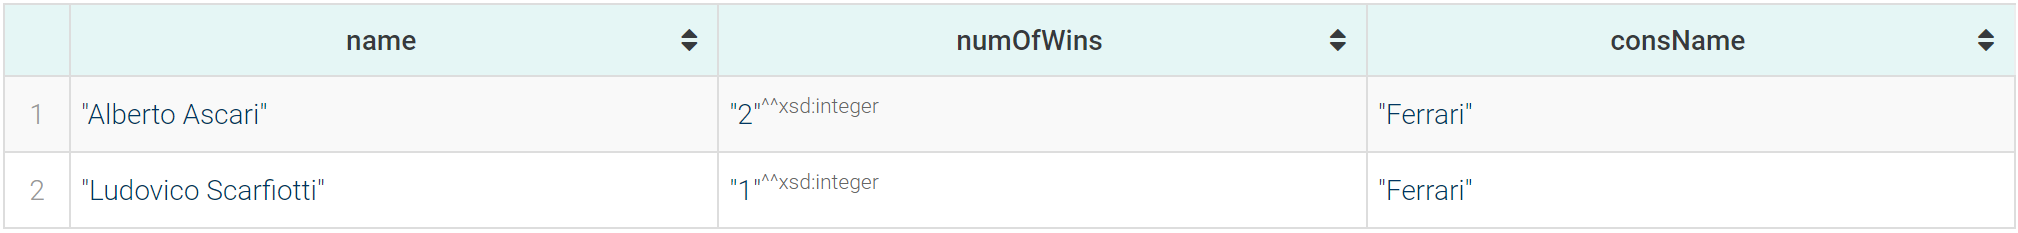 name numOfWins consName
1 "Alberto Ascari" "2"^^xsd:integer "Ferrari"
2 "Ludovico Scarfiotti" "1"^^xsd:integer "Ferrari"